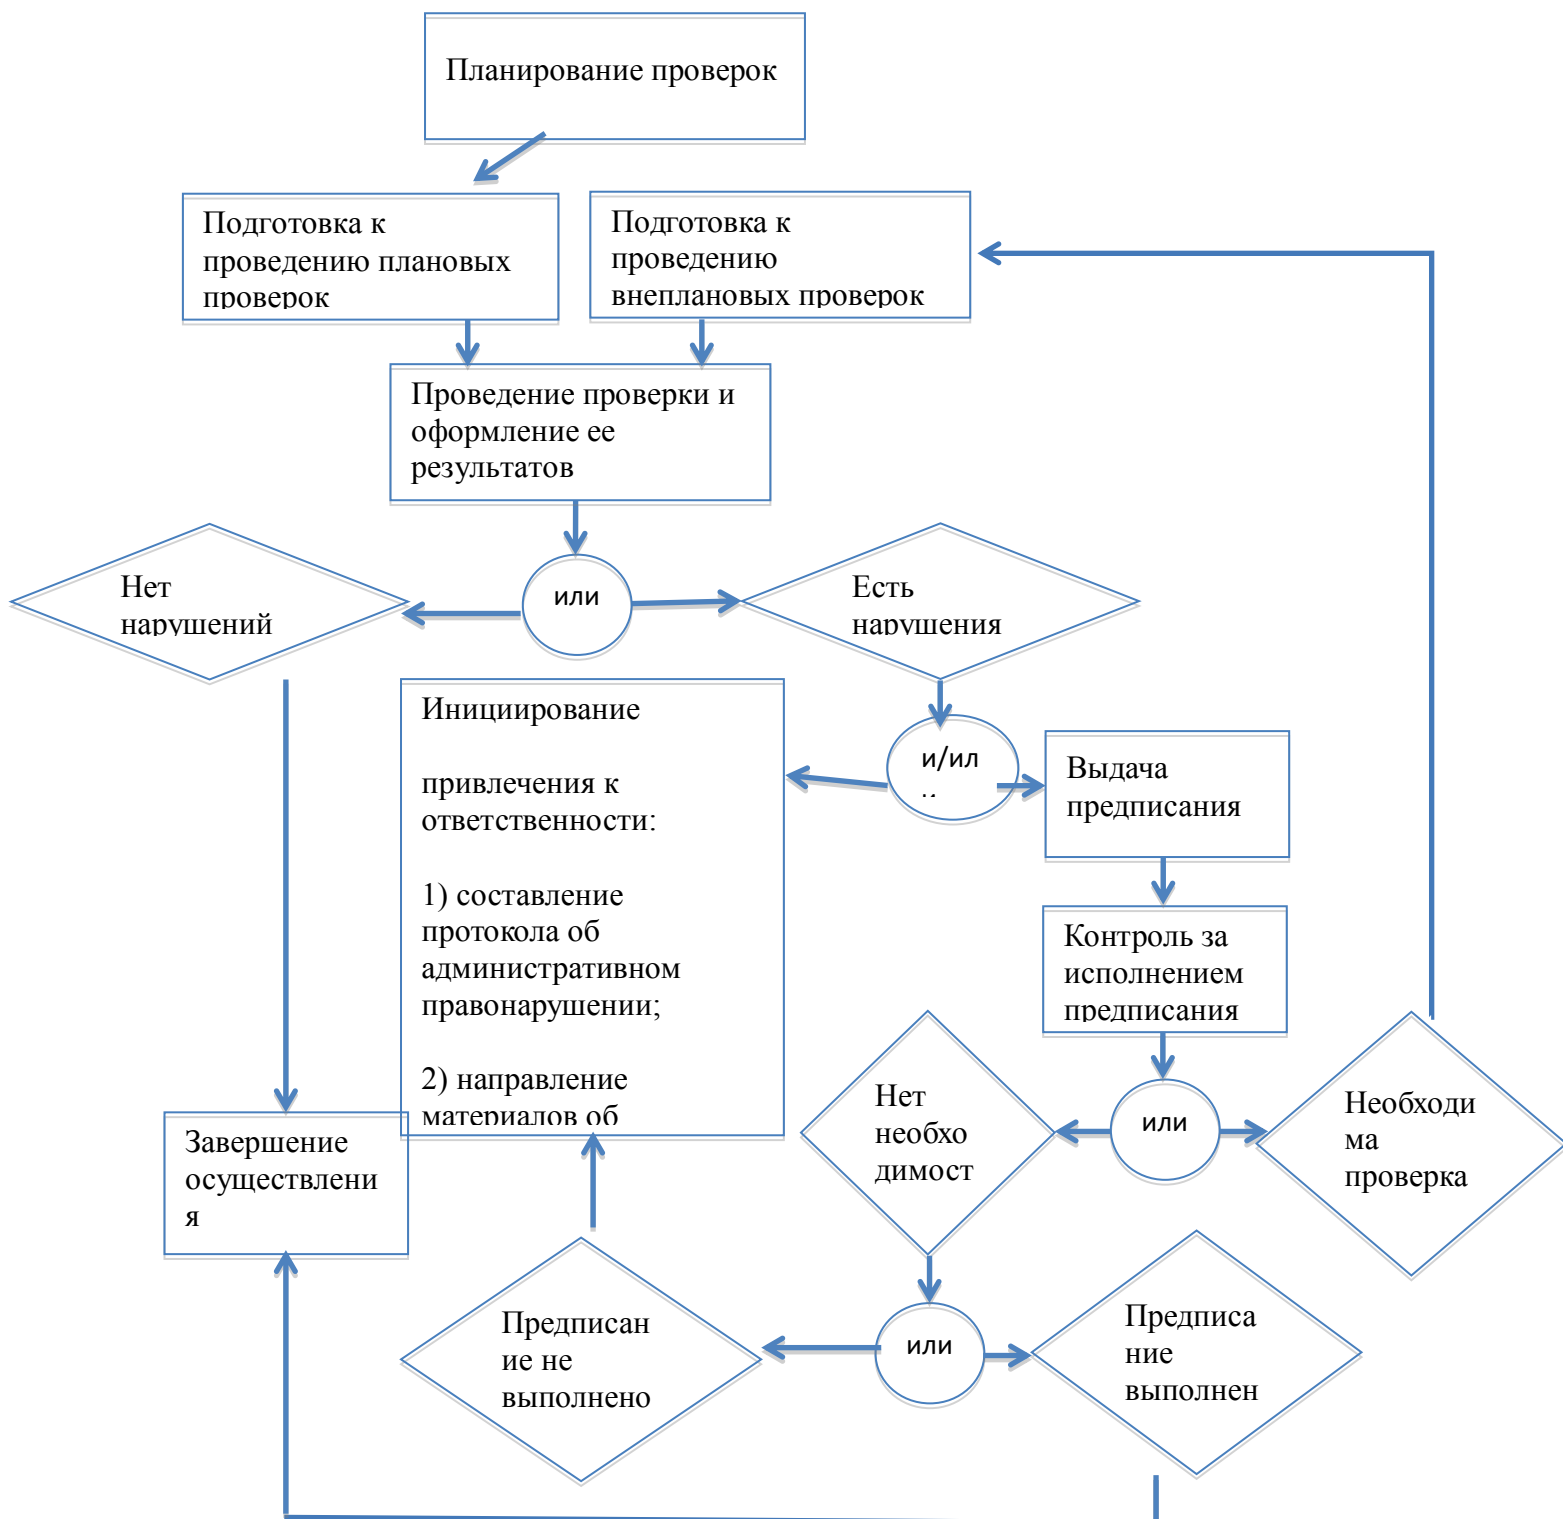 Планирование проверок
Подготовка к
проведению плановых
проверок
Подготовка к
проведению
внеплановых проверок
Проведение проверки и
оформление ее
результатов
Нет
нарушений
или
Есть
нарушения
Инициирование
привлечения к
ответственности:
1) составление
протокола об
административном
правонарушении;
2) направление
материалов об
и/ил
и
Выдача
предписания
Контроль за
исполнением
предписания
Нет
необхо
димост
или
Необходи
ма
проверка
Завершение
осуществлени
я
Предписан
ие не
выполнено
или
Предписа
ние
выполнен